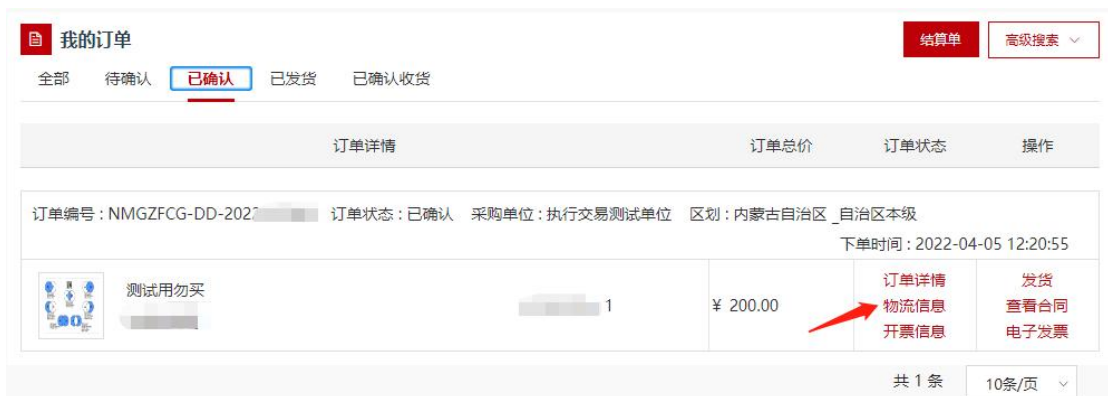 我的订单
结算单 高级搜索
全部 待确认 已确认 已发货 已确认收货
订单详情 订单总价 订单状态 操作
订单编号 : NMGZFCG-DD-202 订单状态 : 已确认 采购单位 : 执行交易测试单位 区划 : 内蒙古自治区 _自治区本级
下单时间 : 2022-04-05 12:20:55
测试用勿买
1
¥ 200.00
订单详情 发货
物流信息 查看合同
开票信息 电子发票
共 1 条 10条/页